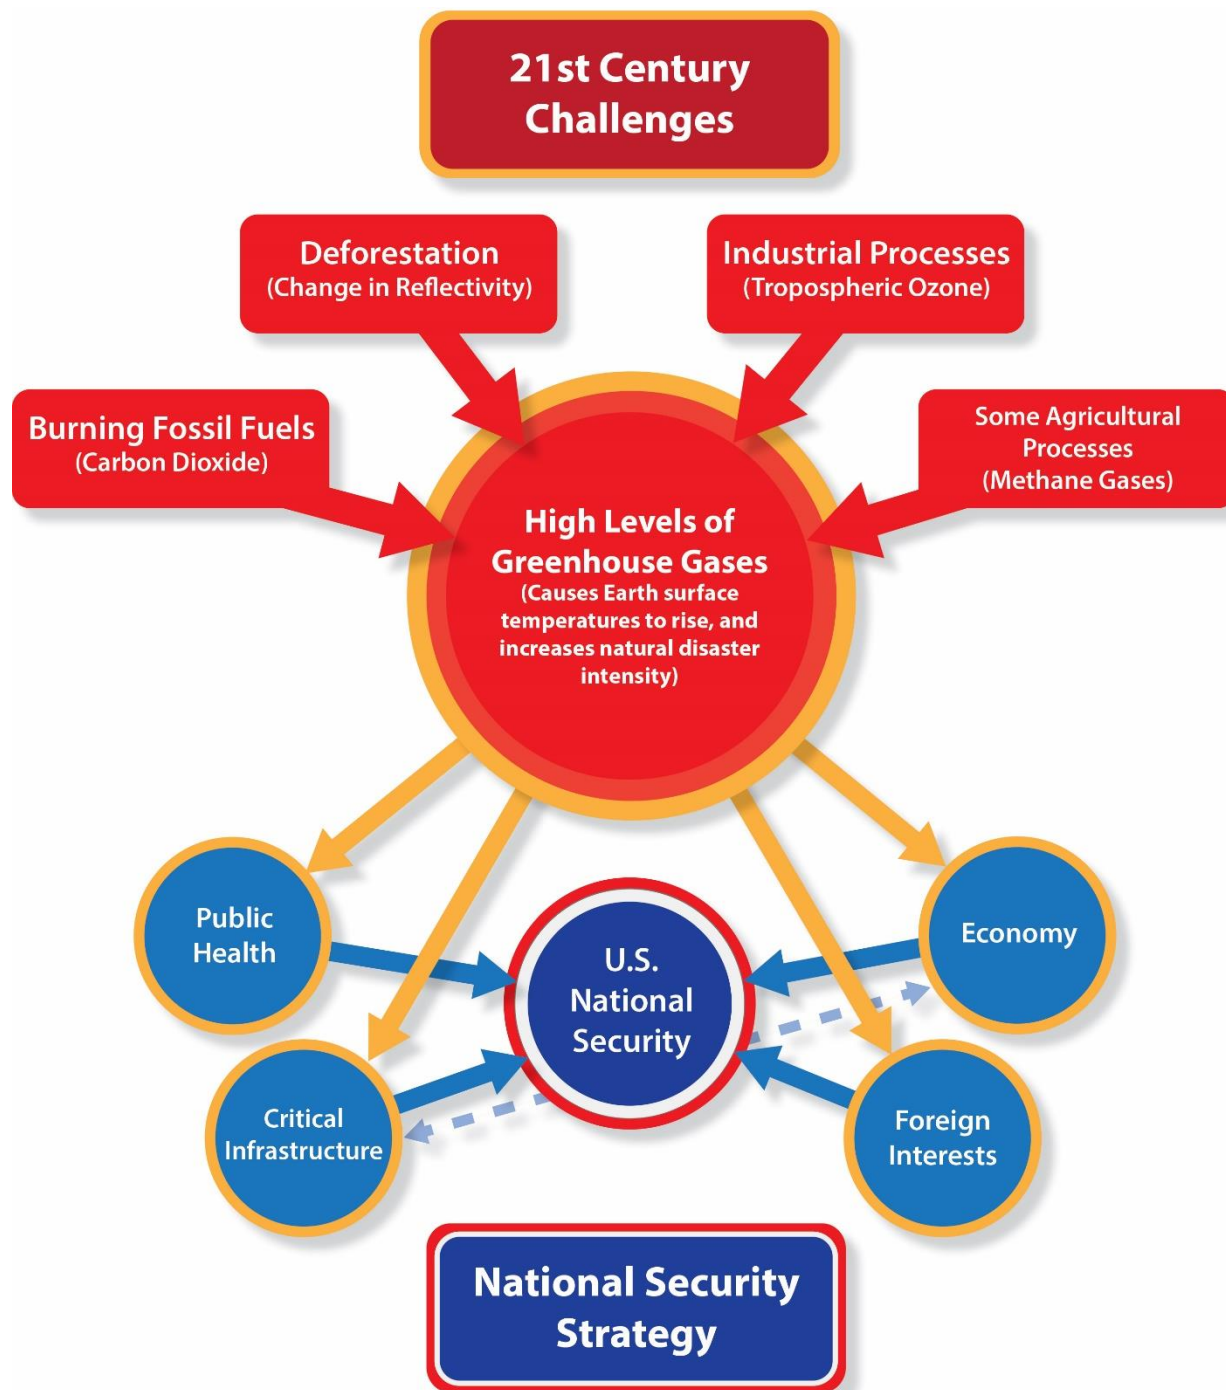 21st Century
Challenges
Deforestation
(Change in Reflectivity)
Industrial Processes
(Tropospheric Ozone)
Burning Fossil Fuels
(Carbon Dioxide)
Some Agricultural
Processes
(Methane Gases)
High Levels of
Greenhouse Gases
(Causes Earth surface
temperatures to rise, and
increases natural disaster
intensity)
Public
Health
U.S.
National
Security
Economy
Critical
Infrastructure
Foreign
Interests
National Security
Strategy